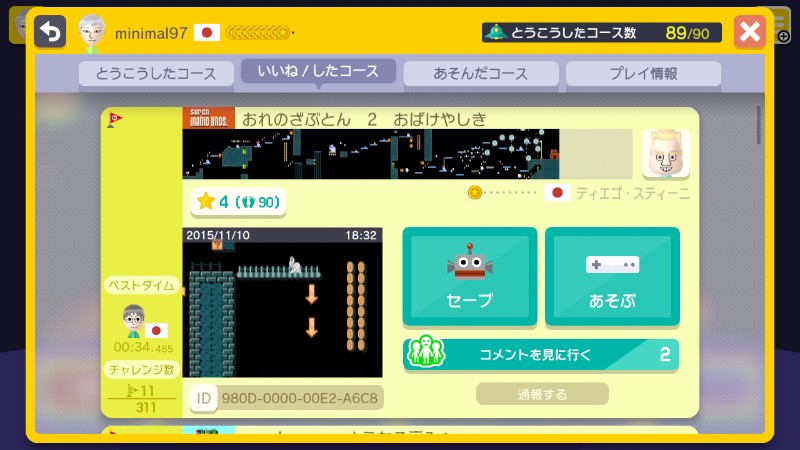 minimal97
とうこうしたコース数 89/90
とうこうしたコース
いいね！したコース
あそんだコース
プレイ情報
SUPER
MARIO BROS.
おれのざぶとん 2 おばけやしき
4 (90)
ディエゴ・スティーニ
2015/11/10 18:32
セーブ
あそぶ
ベストタイム
00:34.485
コメントを見に行く 2
チャレンジ数
11
311
ID 980D-0000-00E2-A6C8
通報する